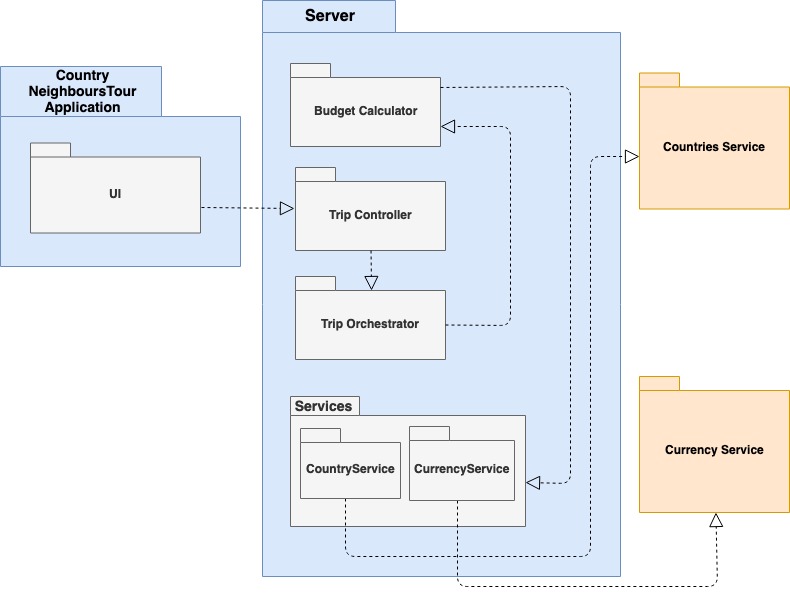 Server
Country
NeighboursTour
Application
Budget Calculator
Countries Service
UI
Trip Controller
Trip Orchestrator
Services
CountryService
CurrencyService
Currency Service